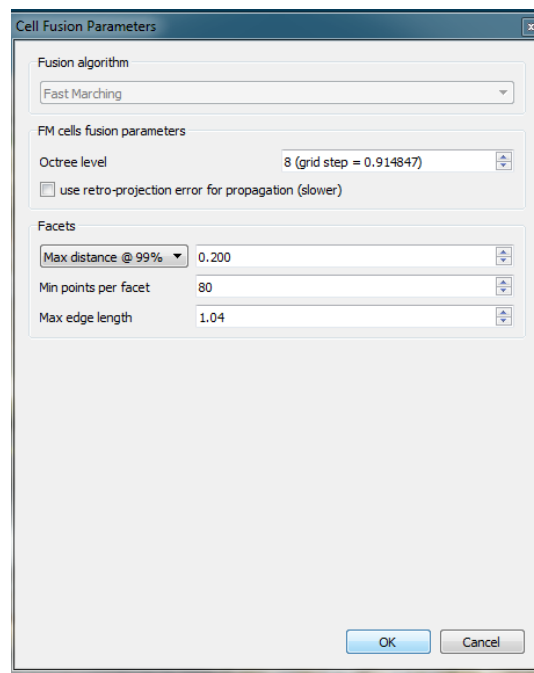 Cell Fusion Parameters
Fusion algorithm
Fast Marching
FM cells fusion parameters
Octree level 8 (grid step = 0.914847)
use retro-projection error for propagation (slower)
Facets
Max distance @ 99% 0.200
Min points per facet 80
Max edge length 1.04
OK Cancel